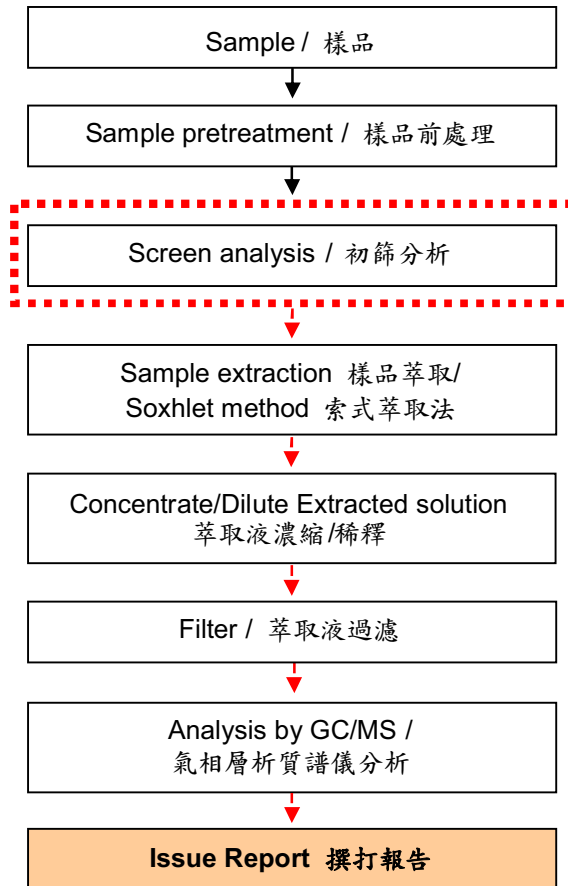 Sample / 樣品
Sample pretreatment / 樣品前處理
Screen analysis / 初篩分析
Sample extraction 樣品萃取/
Soxhlet method 索式萃取法
Concentrate/Dilute Extracted solution
萃取液濃縮/稀釋
Filter / 萃取液過濾
Analysis by GC/MS /
氣相層析質譜儀分析
Issue Report 撰打報告